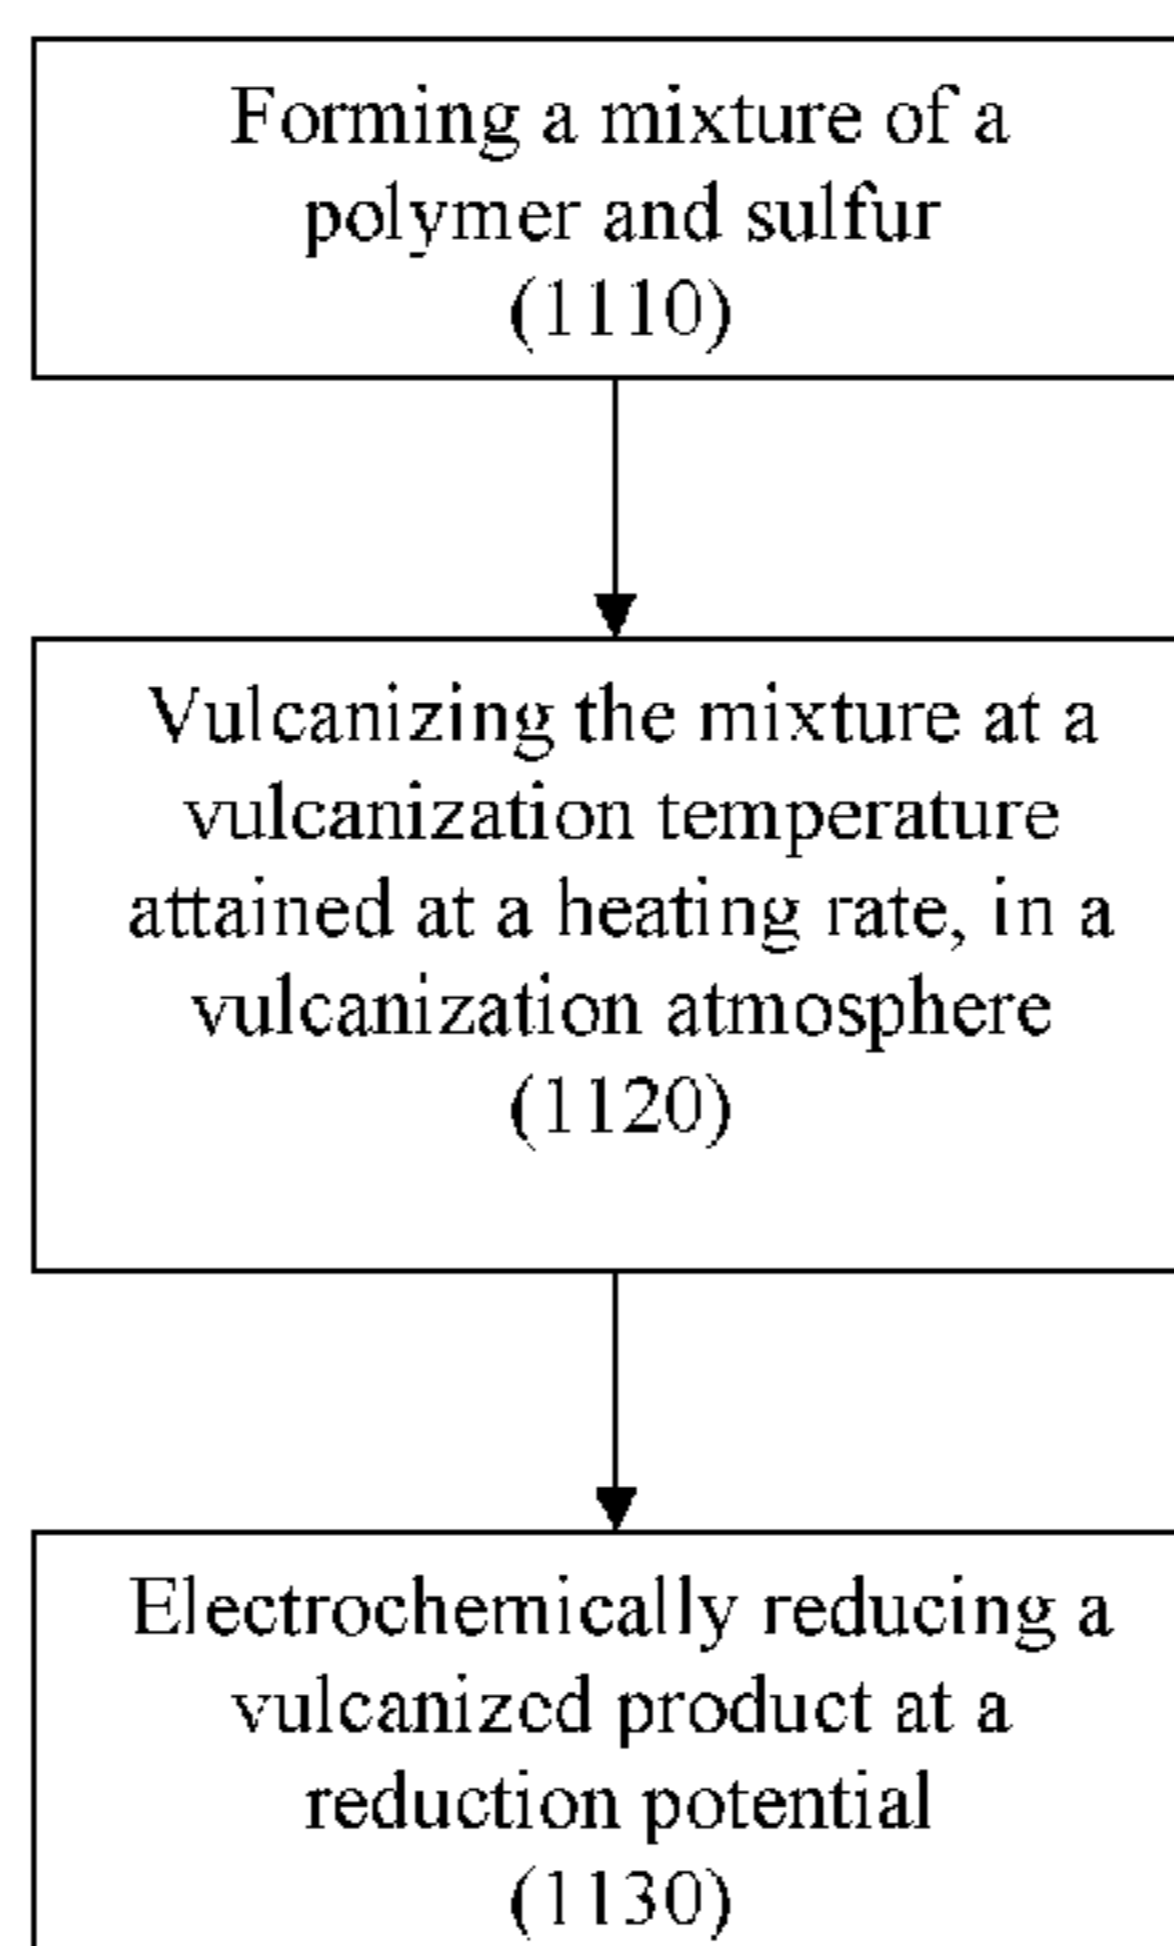 Forming a mixture of a
polymer and sulfur
(1110)
Vulcanizing the mixture at a
vulcanization temperature
attained at a heating rate, in a
vulcanization atmosphere
(1120)
Electrochemically reducing a
vulcanized product at a
reduction potential
(1130)